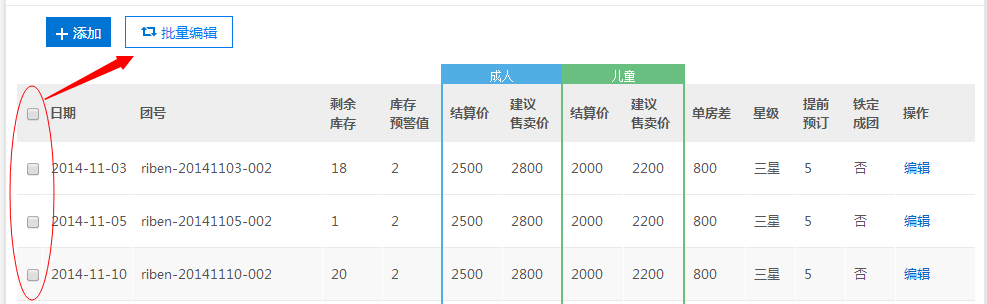 添加 批量编辑
成人 儿童
日期 团号 剩余 库存 结算价 建议 结算价 建议 单房差 星级 提前 铁定 操作
库存 预警值 售卖价 售卖价 预订 成团
2014-11-03 riben-20141103-002 18 2 2500 2800 2000 2200 800 三星 5 否 编辑
2014-11-05 riben-20141105-002 1 2 2500 2800 2000 2200 800 三星 5 否 编辑
2014-11-10 riben-20141110-002 20 2 2500 2800 2000 2200 800 三星 5 否 编辑